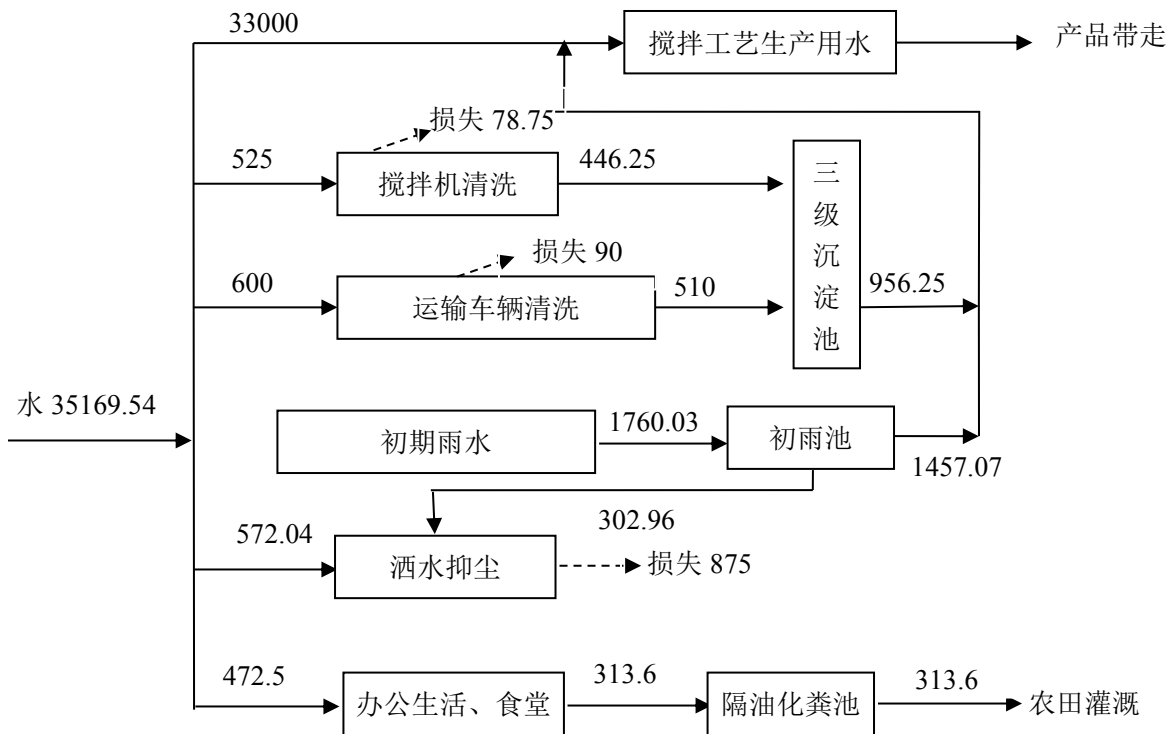 33000
搅拌工艺生产用水
产品带走
损失 78.75
525
搅拌机清洗
446.25
三级沉淀池
损失 90
600
运输车辆清洗
510
956.25
水 35169.54
初期雨水
1760.03
初雨池
1457.07
572.04
302.96
洒水抑尘
损失 875
472.5
办公生活、食堂
313.6
隔油化粪池
313.6
农田灌溉